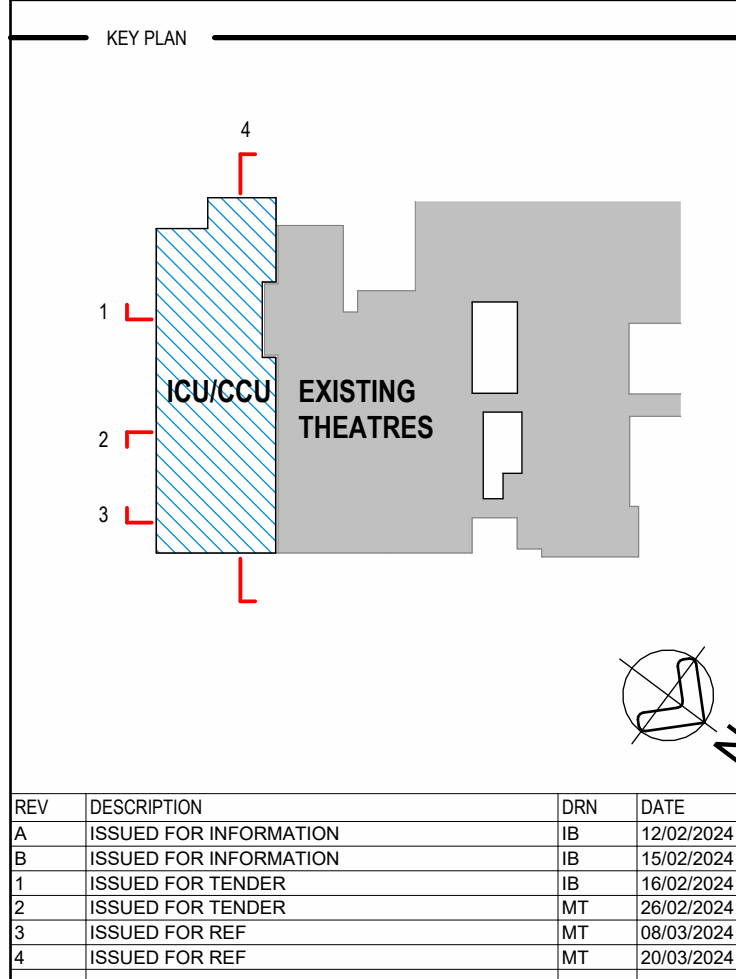 KEY PLAN
4
1
ICU/CCU EXISTING
THEATRES
2
3
N
REV DESCRIPTION DRN DATE
A ISSUED FOR INFORMATION IB 12/02/2024
B ISSUED FOR INFORMATION IB 15/02/2024
1 ISSUED FOR TENDER IB 16/02/2024
2 ISSUED FOR TENDER MT 26/02/2024
3 ISSUED FOR REF MT 08/03/2024
4 ISSUED FOR REF MT 20/03/2024